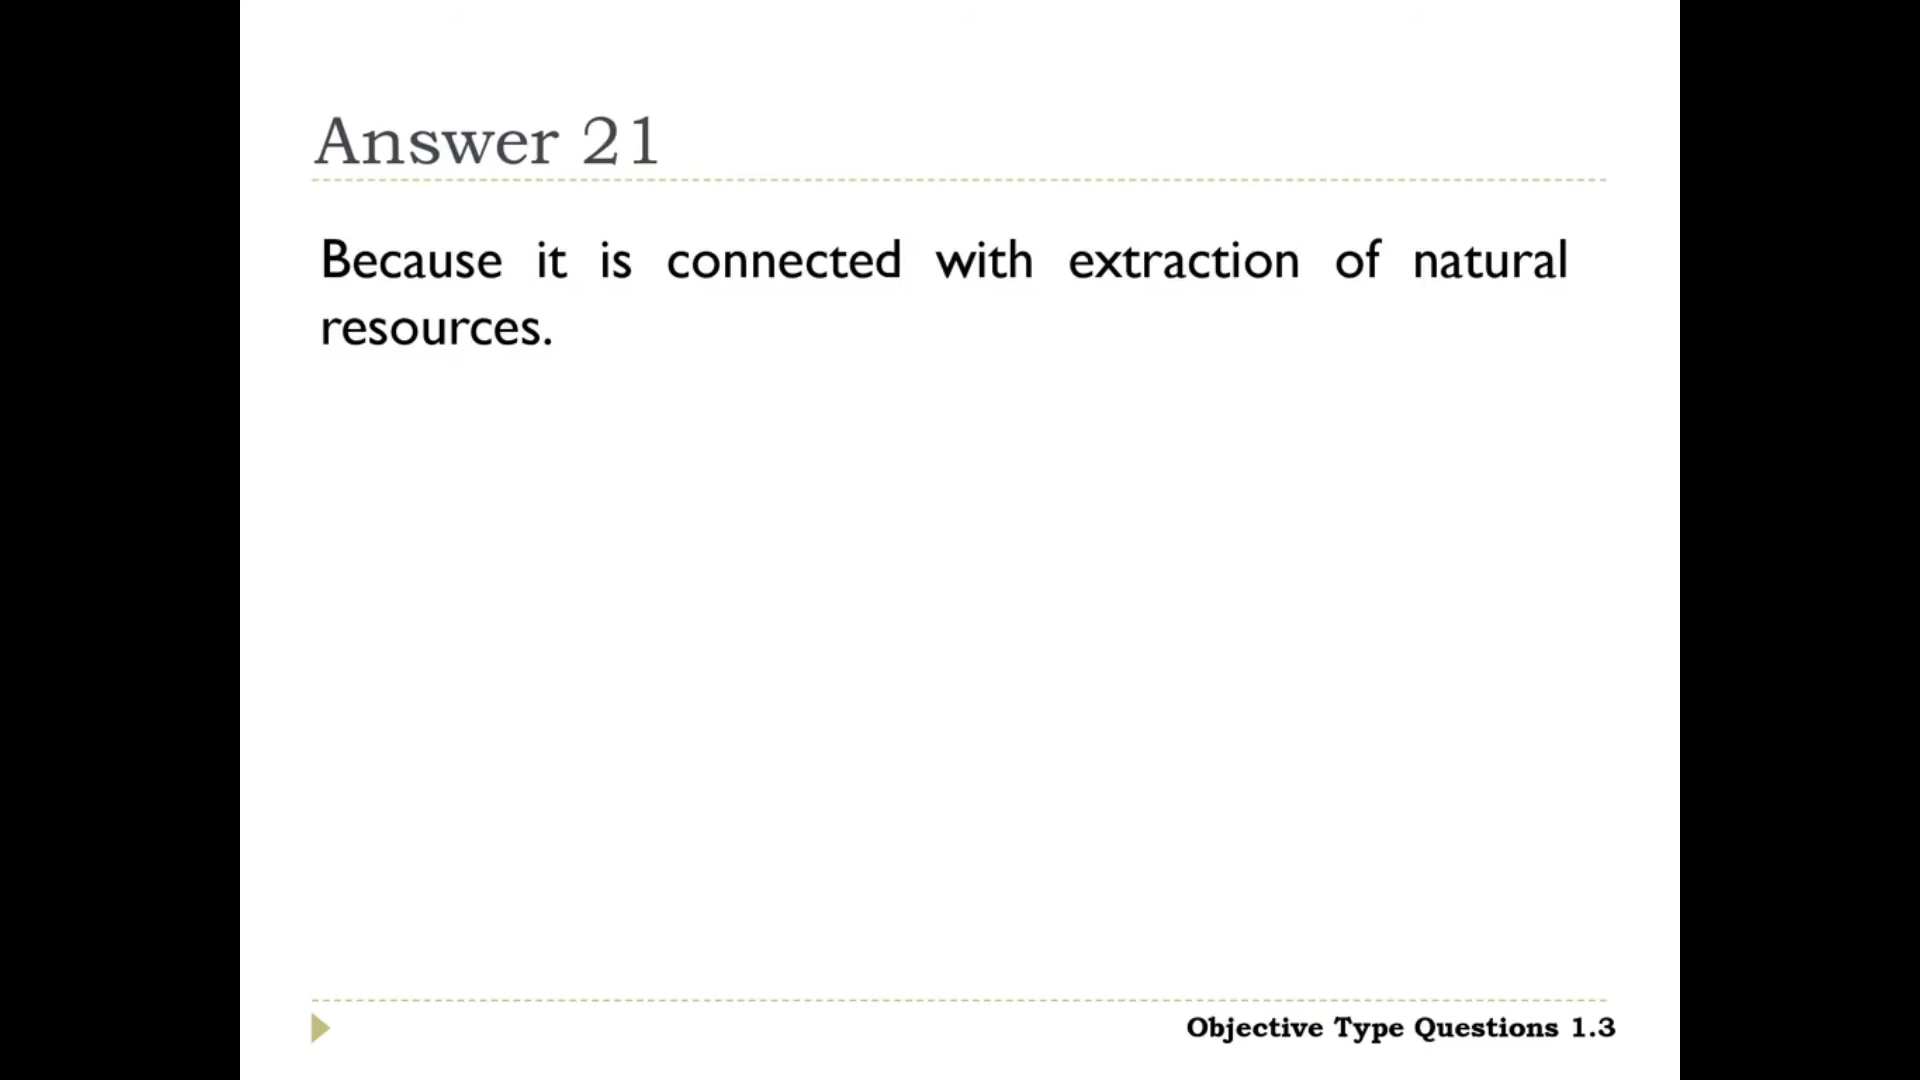 Answer 21
Because it is connected with extraction of natural
resources.
Objective Type Questions 1.3